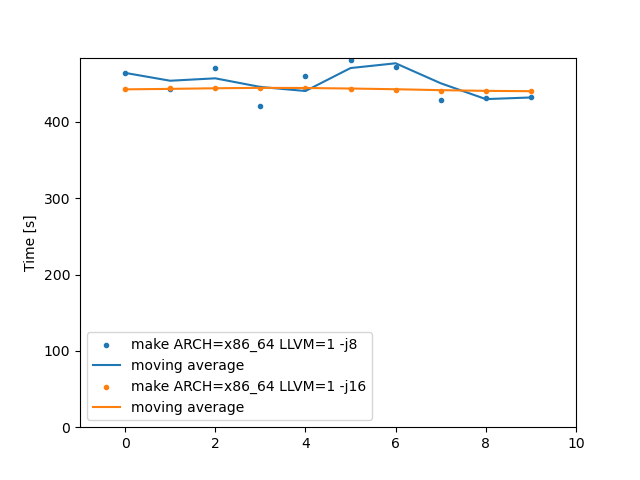 400
300
200
100
0
Time [s]
make ARCH=x86_64 LLVM=1 -j8
moving average
make ARCH=x86_64 LLVM=1 -j16
moving average
0 2 4 6 8 10